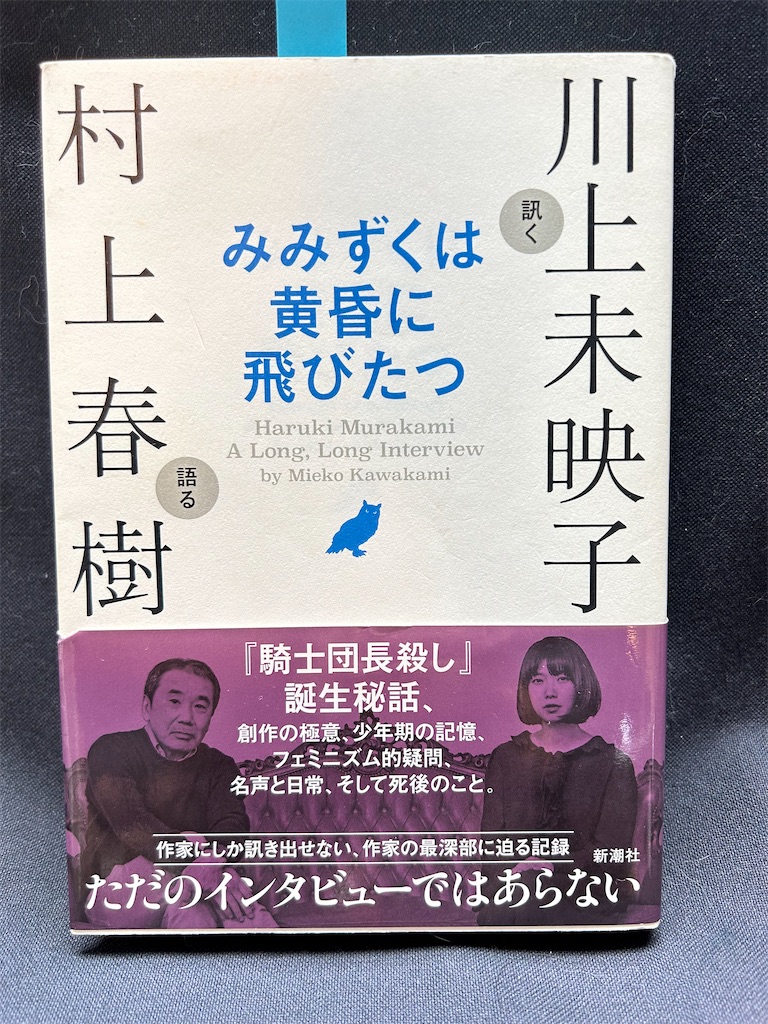 川上未映子
訊く
みみずくは
黄昏に
飛びたつ
Haruki Murakami
A Long, Long Interview
by Mieko Kawakami
村上春樹
語る
『騎士団長殺し』
誕生秘話、
創作の極意、少年期の記憶、
フェミニズム的疑問、
名声と日常、そして死後のこと。
作家にしか訊き出せない、作家の最深部に迫る記録
新潮社
ただのインタビューではあらない